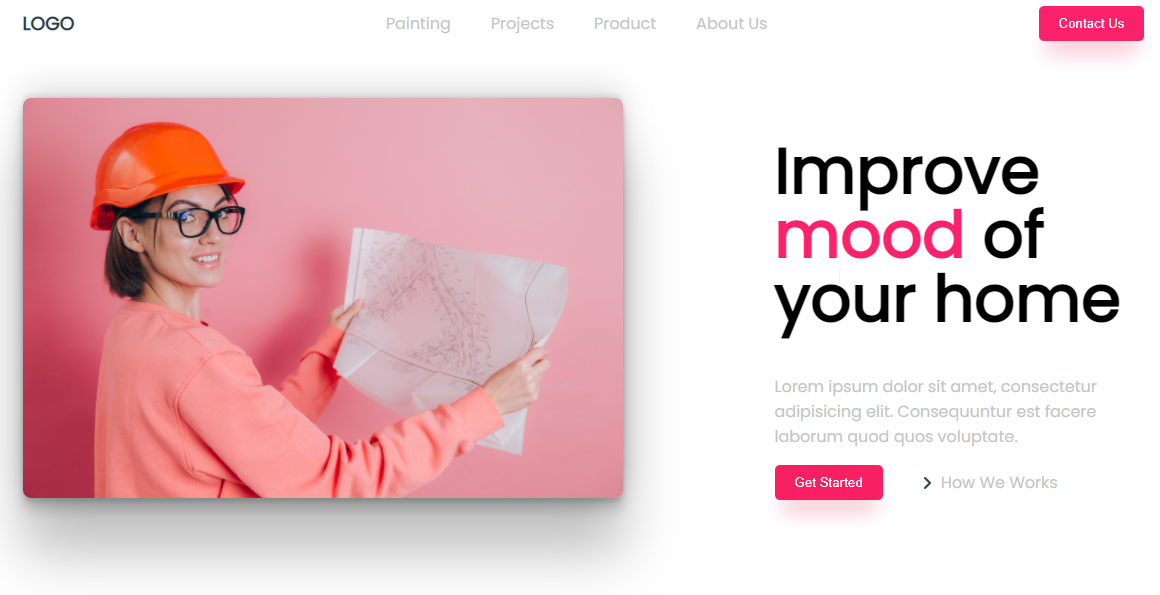 LOGO
Painting
Projects
Product
About Us
Contact Us
Improve
mood of
your home
Lorem ipsum dolor sit amet, consectetur
adipisicing elit. Consequuntur est facere
laborum quod quos voluptate.
Get Started
How We Works